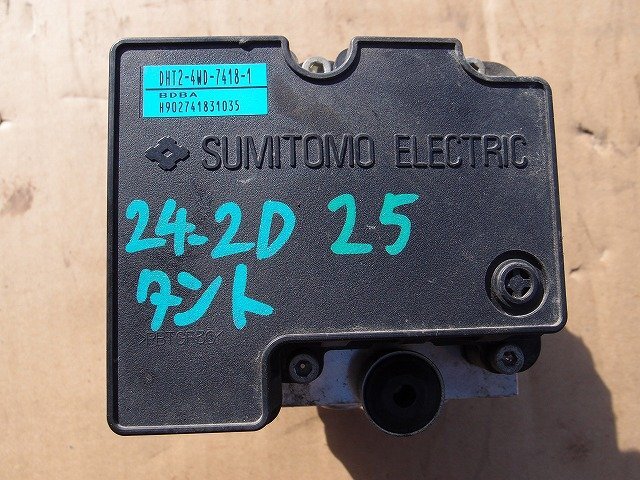 DHT2-4WD-7418-1
BDBA
H902741831035
SUMITOMO ELECTRIC
24-2D 25
タント